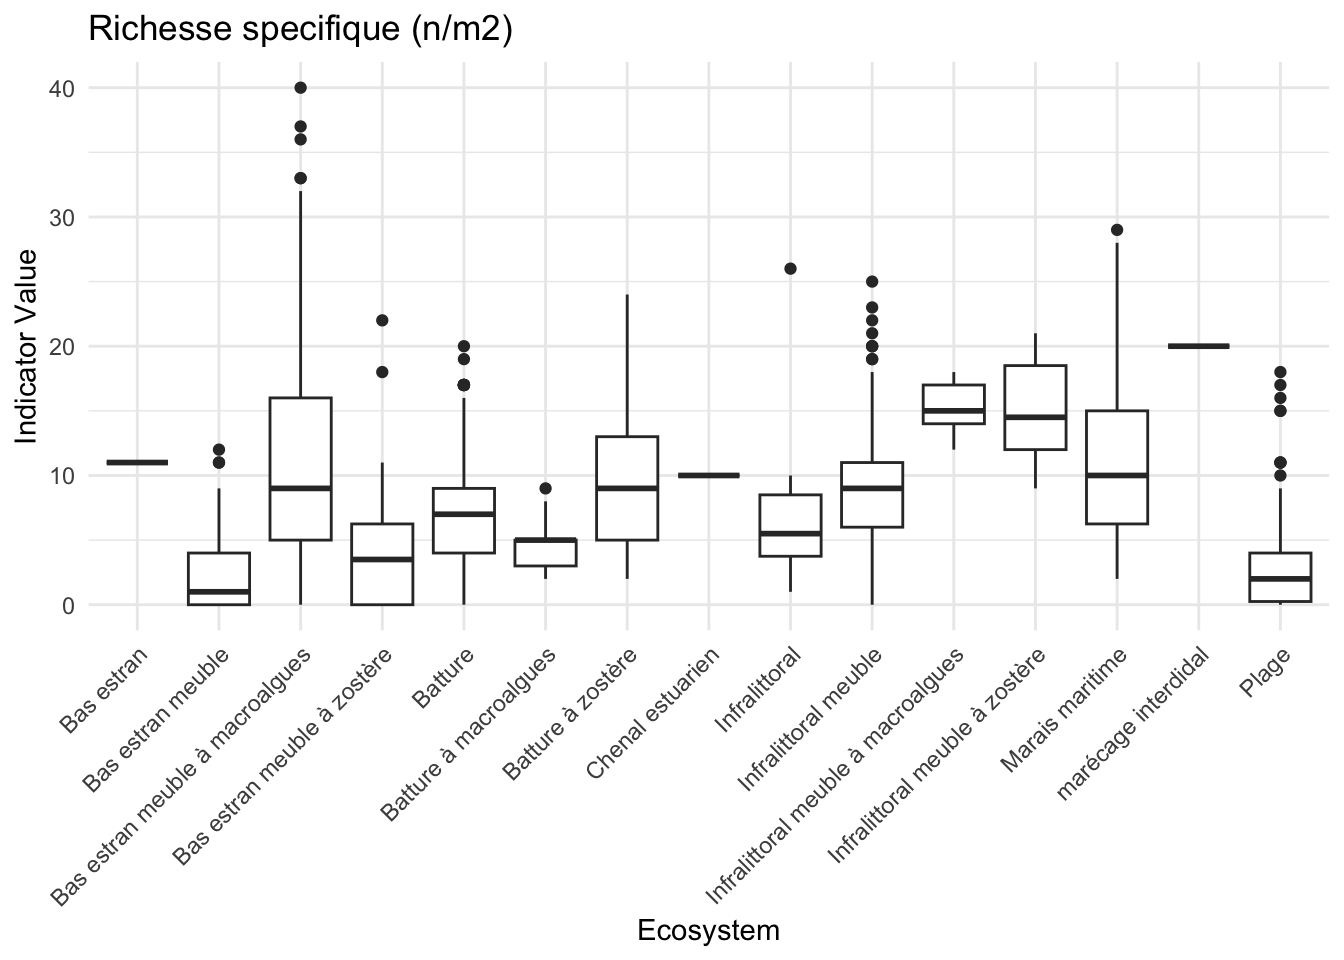 Richesse specifique (n/m2)
Indicator Value
40
30
20
10
0
Bas estran
Bas estran meuble
Bas estran meuble à macroalgues
Bas estran meuble à zostère
Batture
Batture à macroalgues
Batture à zostère
Chenal estuarien
Infralittoral
Infralittoral meuble
Infralittoral meuble à macroalgues
Infralittoral meuble à zostère
Marais maritime
marécage interdidal
Plage
Ecosystem